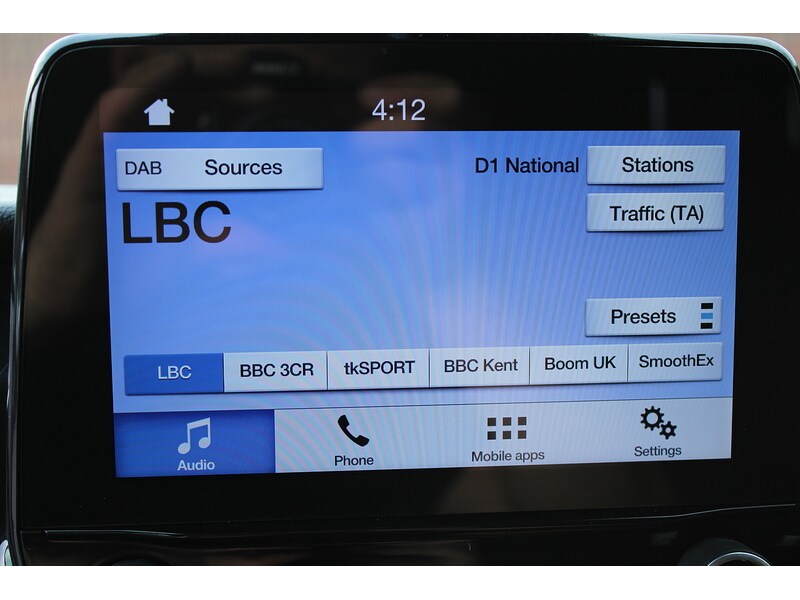 4:12
DAB Sources
D1 National
Stations
LBC
Traffic (TA)
Presets
LBC
BBC 3CR
tkSPORT
BBC Kent
Boom UK
SmoothEx
Audio
Phone
Mobile apps
Settings